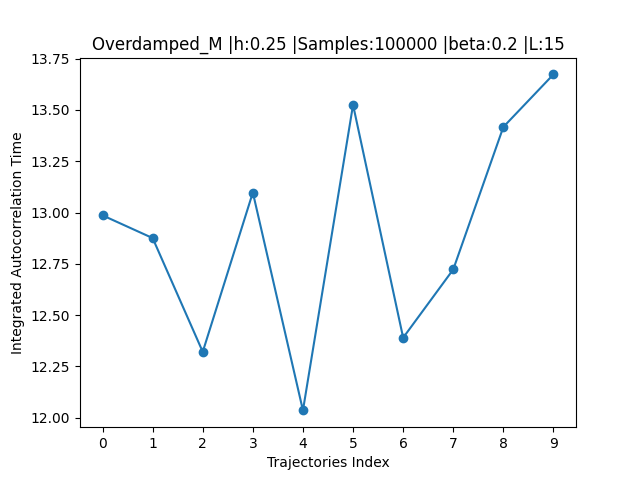 Overdamped_M |h:0.25 |Samples:100000 |beta:0.2 |L:15
13.75
13.50
13.25
13.00
12.75
12.50
12.25
12.00
Integrated Autocorrelation Time
0 1 2 3 4 5 6 7 8 9
Trajectories Index